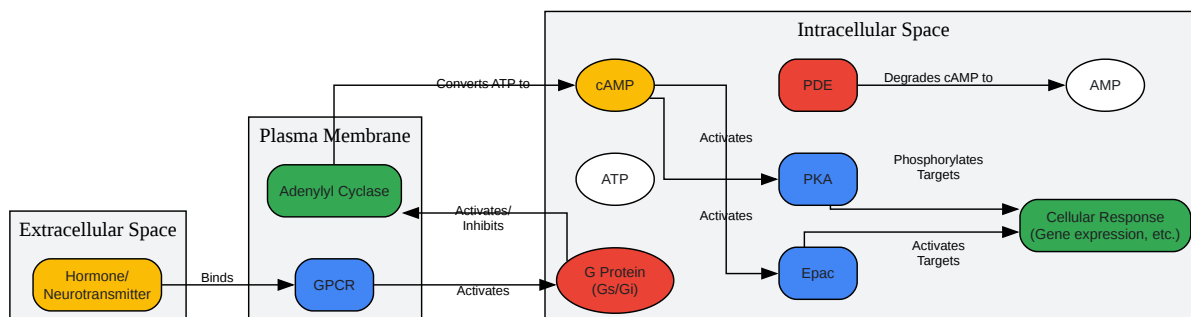 Intracellular Space
cAMP
PDE
Degrades cAMP to
AMP
Converts ATP to
Plasma Membrane
Activates
Adenylyl Cyclase
ATP
PKA
Phosphorylates
Targets
Extracellular Space
Activates/
Inhibits
Activates
Cellular Response
(Gene expression, etc.)
Hormone/
Neurotransmitter
Binds
GPCR
Activates
G Protein
(Gs/Gi)
Epac
Activates
Targets